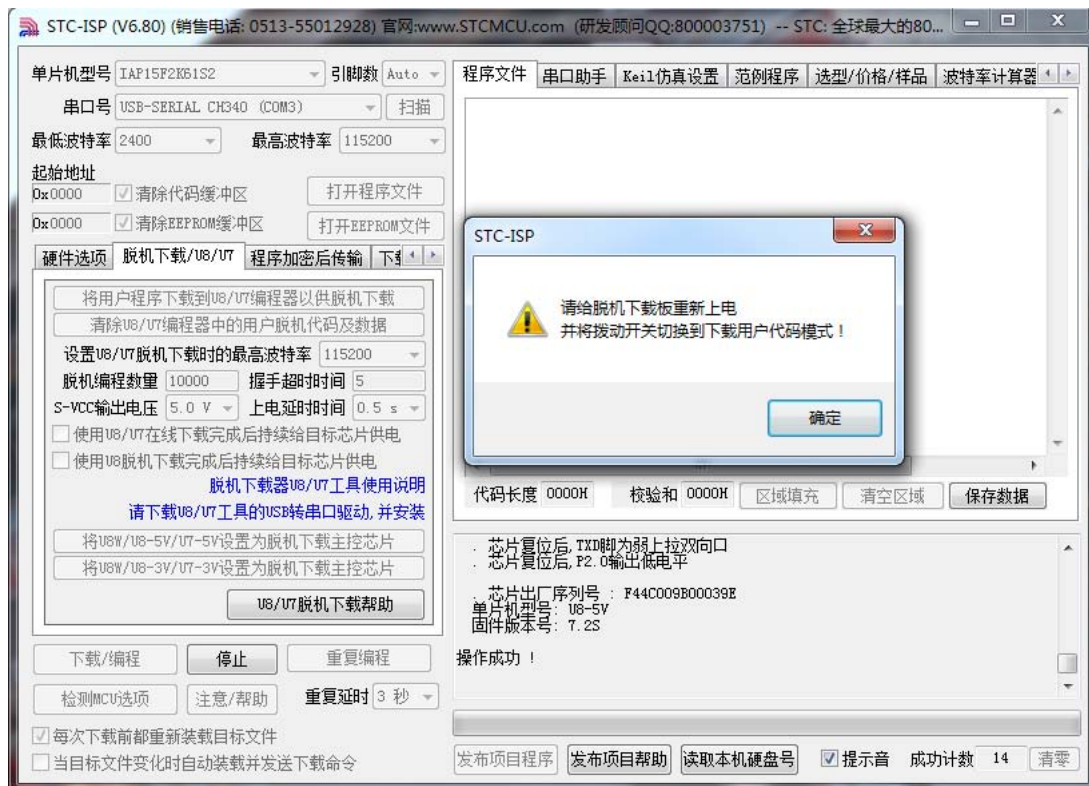 STC-ISP (V6.80) (销售电话: 0513-55012928) 官网:www.STCMCU.com (研发顾问QQ:800003751) -- STC: 全球最大的80...
单片机型号 IAP15F2K61S2 引脚数 Auto
串口号 USB-SERIAL CH340 (COM3) 扫描
最低波特率 2400 最高波特率 115200
起始地址
0x0000 清除代码缓冲区 打开程序文件
0x0000 清除EEPROM缓冲区 打开EEPROM文件
硬件选项 脱机下载/U8/U7 程序加密后传输
将用户程序下载到U8/U7编程器以供脱机下载
清除U8/U7编程器中的用户脱机代码及数据
设置U8/U7脱机下载时的最高波特率 115200
脱机编程数量 10000 握手超时时间 5
S-VCC输出电压 5.0 V 上电延时时间 0.5 s
使用U8/U7在线下载完成后持续给目标芯片供电
使用U8脱机下载完成后持续给目标芯片供电
脱机下载器U8/U7工具使用说明
请下载U8/U7工具的USB转串口驱动,并安装
将U8W/U8-5V/U7-5V设置为脱机下载主控芯片
将U8W/U8-3V/U7-3V设置为脱机下载主控芯片
U8/U7脱机下载帮助
下载/编程 停止 重复编程
检测MCU选项 注意/帮助 重复延时 3 秒
每次下载前都重新装载目标文件
当目标文件变化时自动装载并发送下载命令
程序文件 串口助手 Keil仿真设置 范例程序 选型/价格/样品 波特率计算器
STC-ISP
请给脱机下载板重新上电
并将拨动开关切换到下载用户代码模式！
确定
代码长度 0000H 校验和 0000H 区域填充 清空区域 保存数据
. 芯片复位后,TXD脚为弱上拉双向口
. 芯片复位后,P2.0输出低电平
. 芯片出厂序列号 : F44C009B00039E
单片机型号: U8-5V
固件版本号: 7.2S
操作成功 !
发布项目程序 发布项目帮助 读取本机硬盘号 提示音 成功计数 14 清零